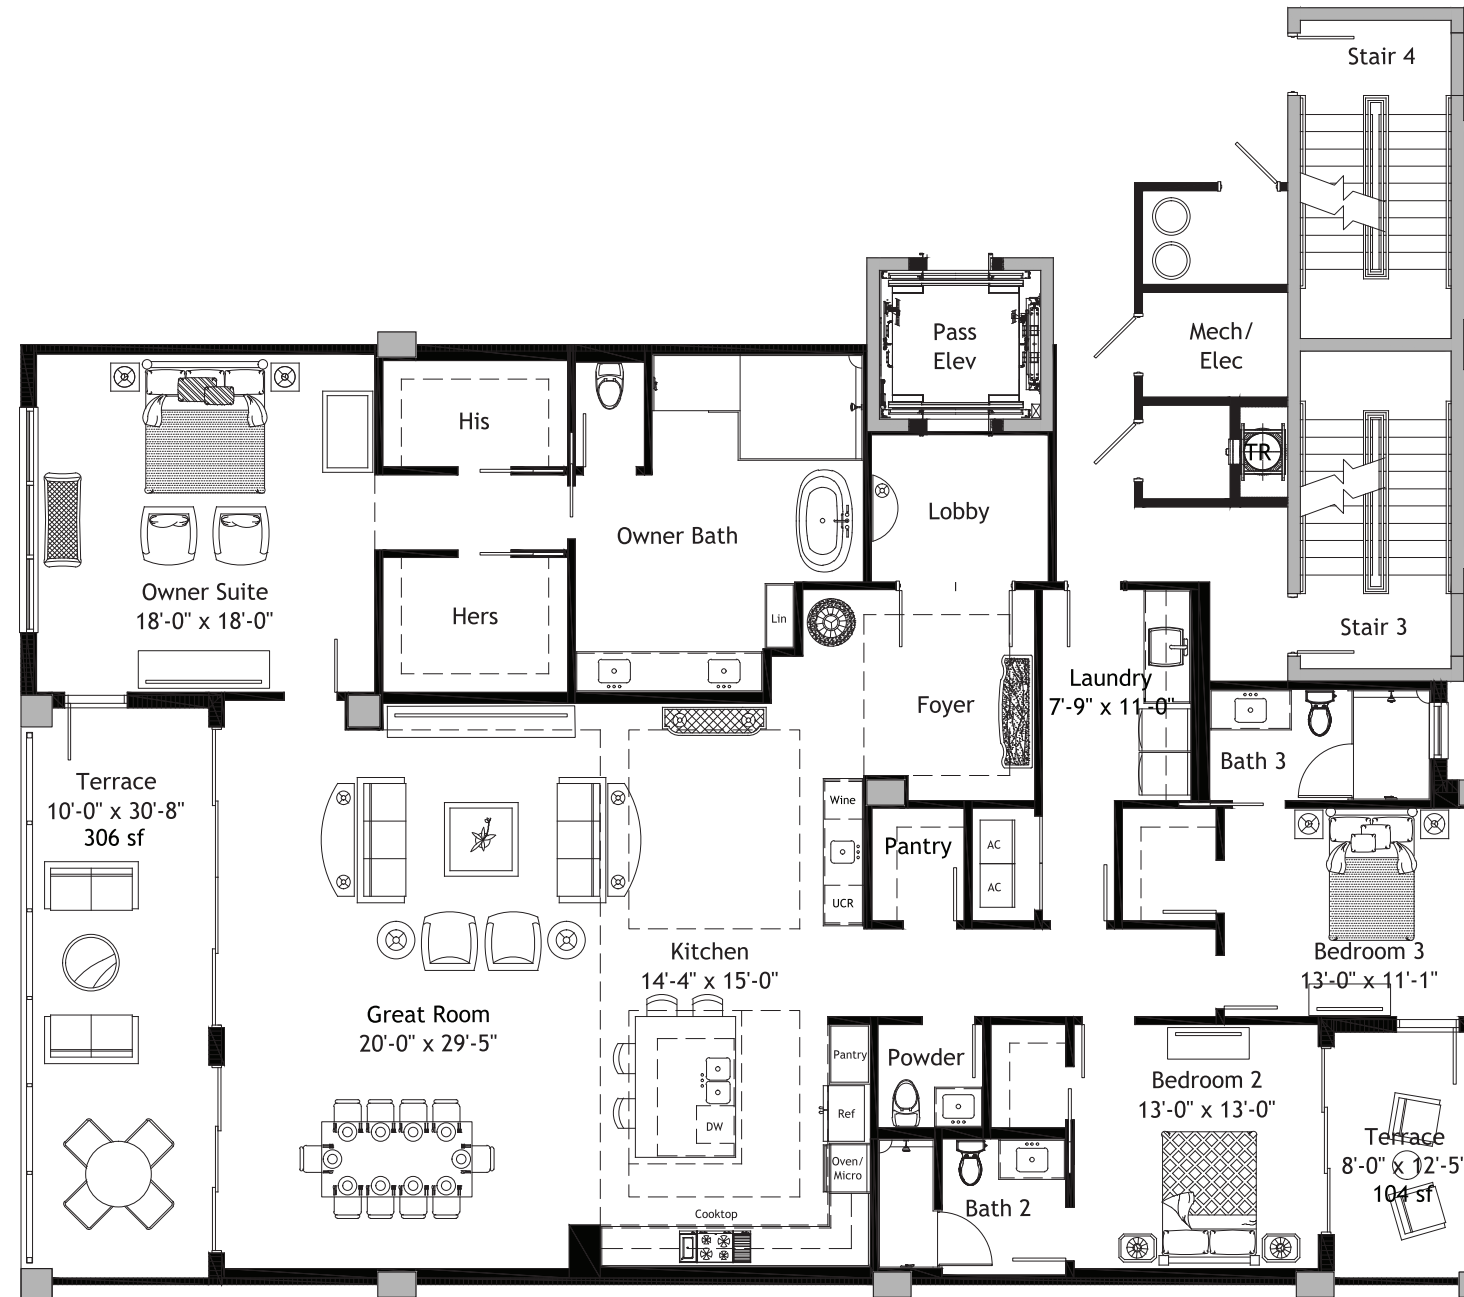 Stair 4
Pass
Elev
Mech/
Elec
TR
His
Lobby
Owner Bath
Owner Suite
18'-0" x 18'-0"
Hers
Lin
Stair 3
Laundry
7'-9" x 11'-0"
Foyer
Bath 3
Terrace
10'-0" x 30'-8"
306 sf
Wine
Pantry
AC
AC
UCR
Kitchen
14'-4" x 15'-0"
Bedroom 3
13'-0" x 11'-1"
Great Room
20'-0" x 29'-5"
Pantry
Powder
Ref
DW
Bedroom 2
13'-0" x 13'-0"
Terrace
8'-0" x 12'-5"
104 sf
Oven/
Micro
Cooktop
Bath 2